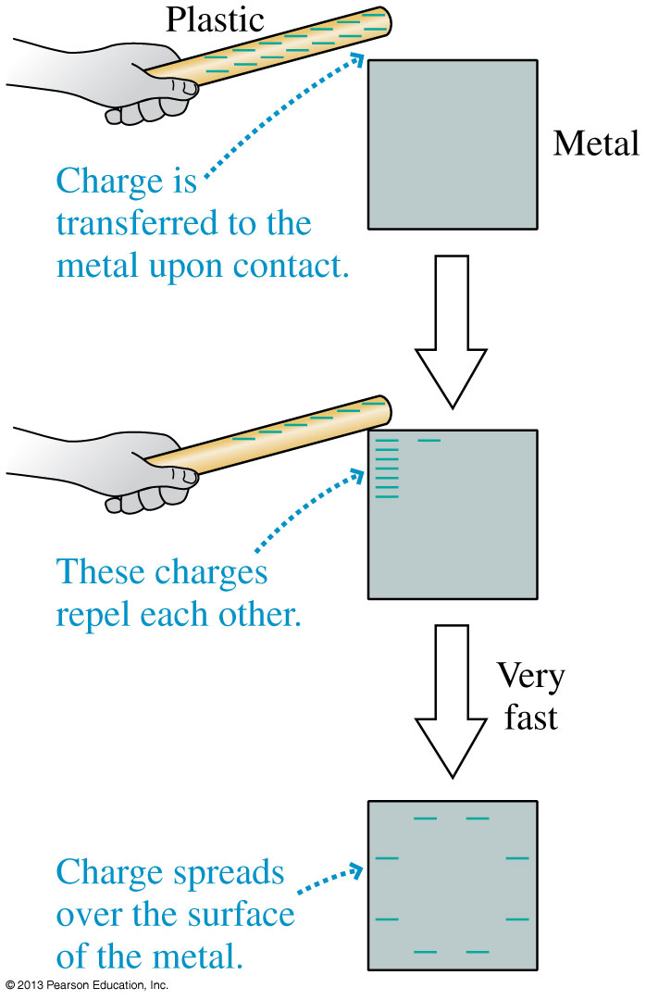 Plastic
Metal
Charge is
transferred to the
metal upon contact.
These charges
repel each other.
Very
fast
Charge spreads
over the surface
of the metal.
© 2013 Pearson Education, Inc.